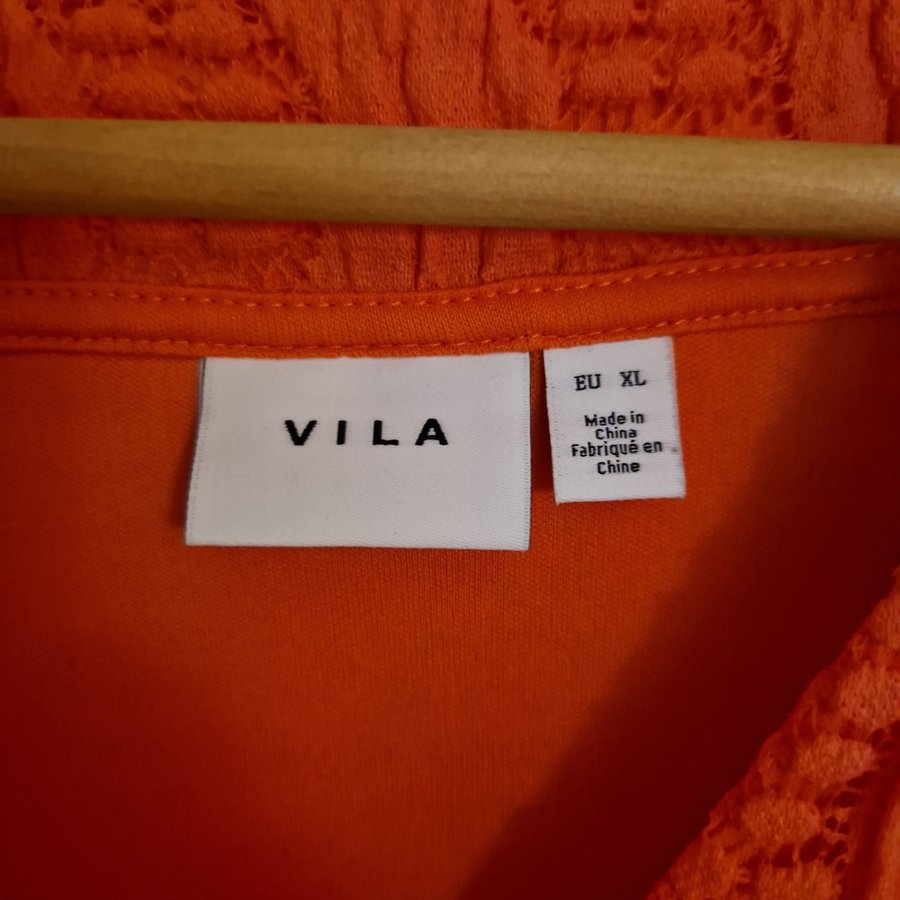 VILA
EU XL
Made in
China
Fabriqué en
Chine